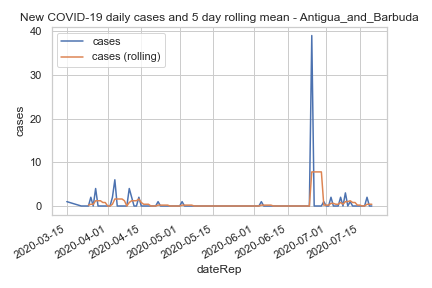 New COVID-19 daily cases and 5 day rolling mean - Antigua_and_Barbuda
cases
cases (rolling)
cases
40
30
20
10
0
2020-03-15
2020-04-01
2020-04-15
2020-05-01
2020-05-15
2020-06-01
2020-06-15
2020-07-01
2020-07-15
dateRep